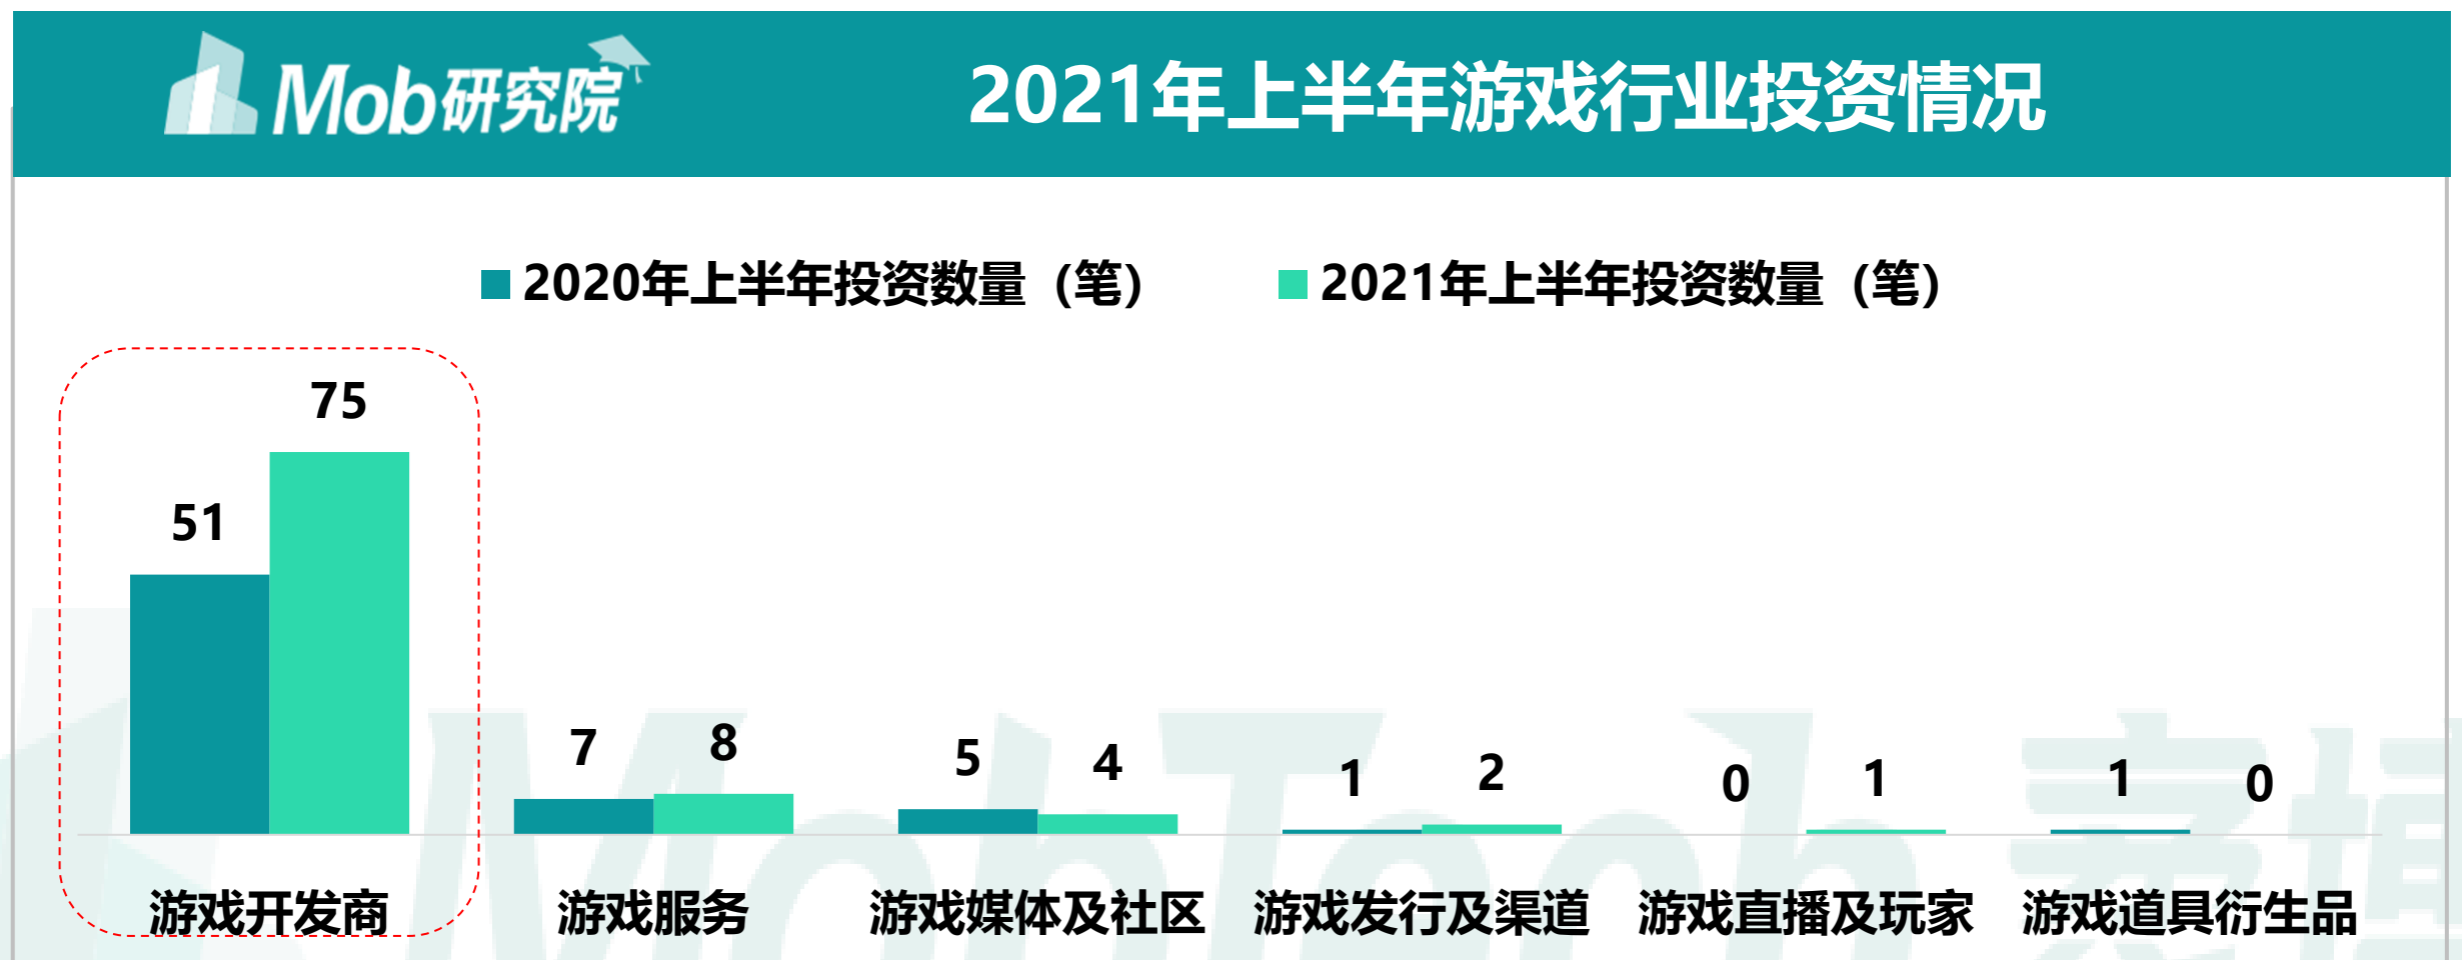 Mob研究院
2021年上半年游戏行业投资情况
2020年上半年投资数量（笔）
2021年上半年投资数量（笔）
51
75
7
8
5
4
1
2
0
1
1
0
游戏开发商
游戏服务
游戏媒体及社区
游戏发行及渠道
游戏直播及玩家
游戏道具衍生品
MobTech